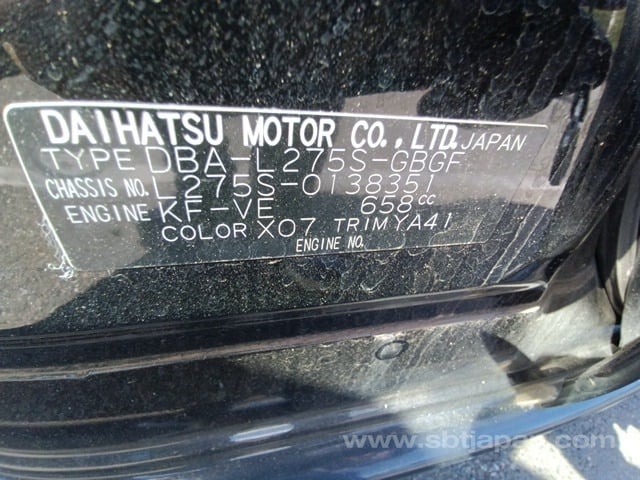 DAIHATSU MOTOR CO.,LTD. JAPAN
TYPE DBA-L275S-GBGF
CHASSIS NO. L275S-0138351
ENGINE KF-VE 658cc
COLOR X07 TRIM YA41
ENGINE NO.
www.sbtjapan.com